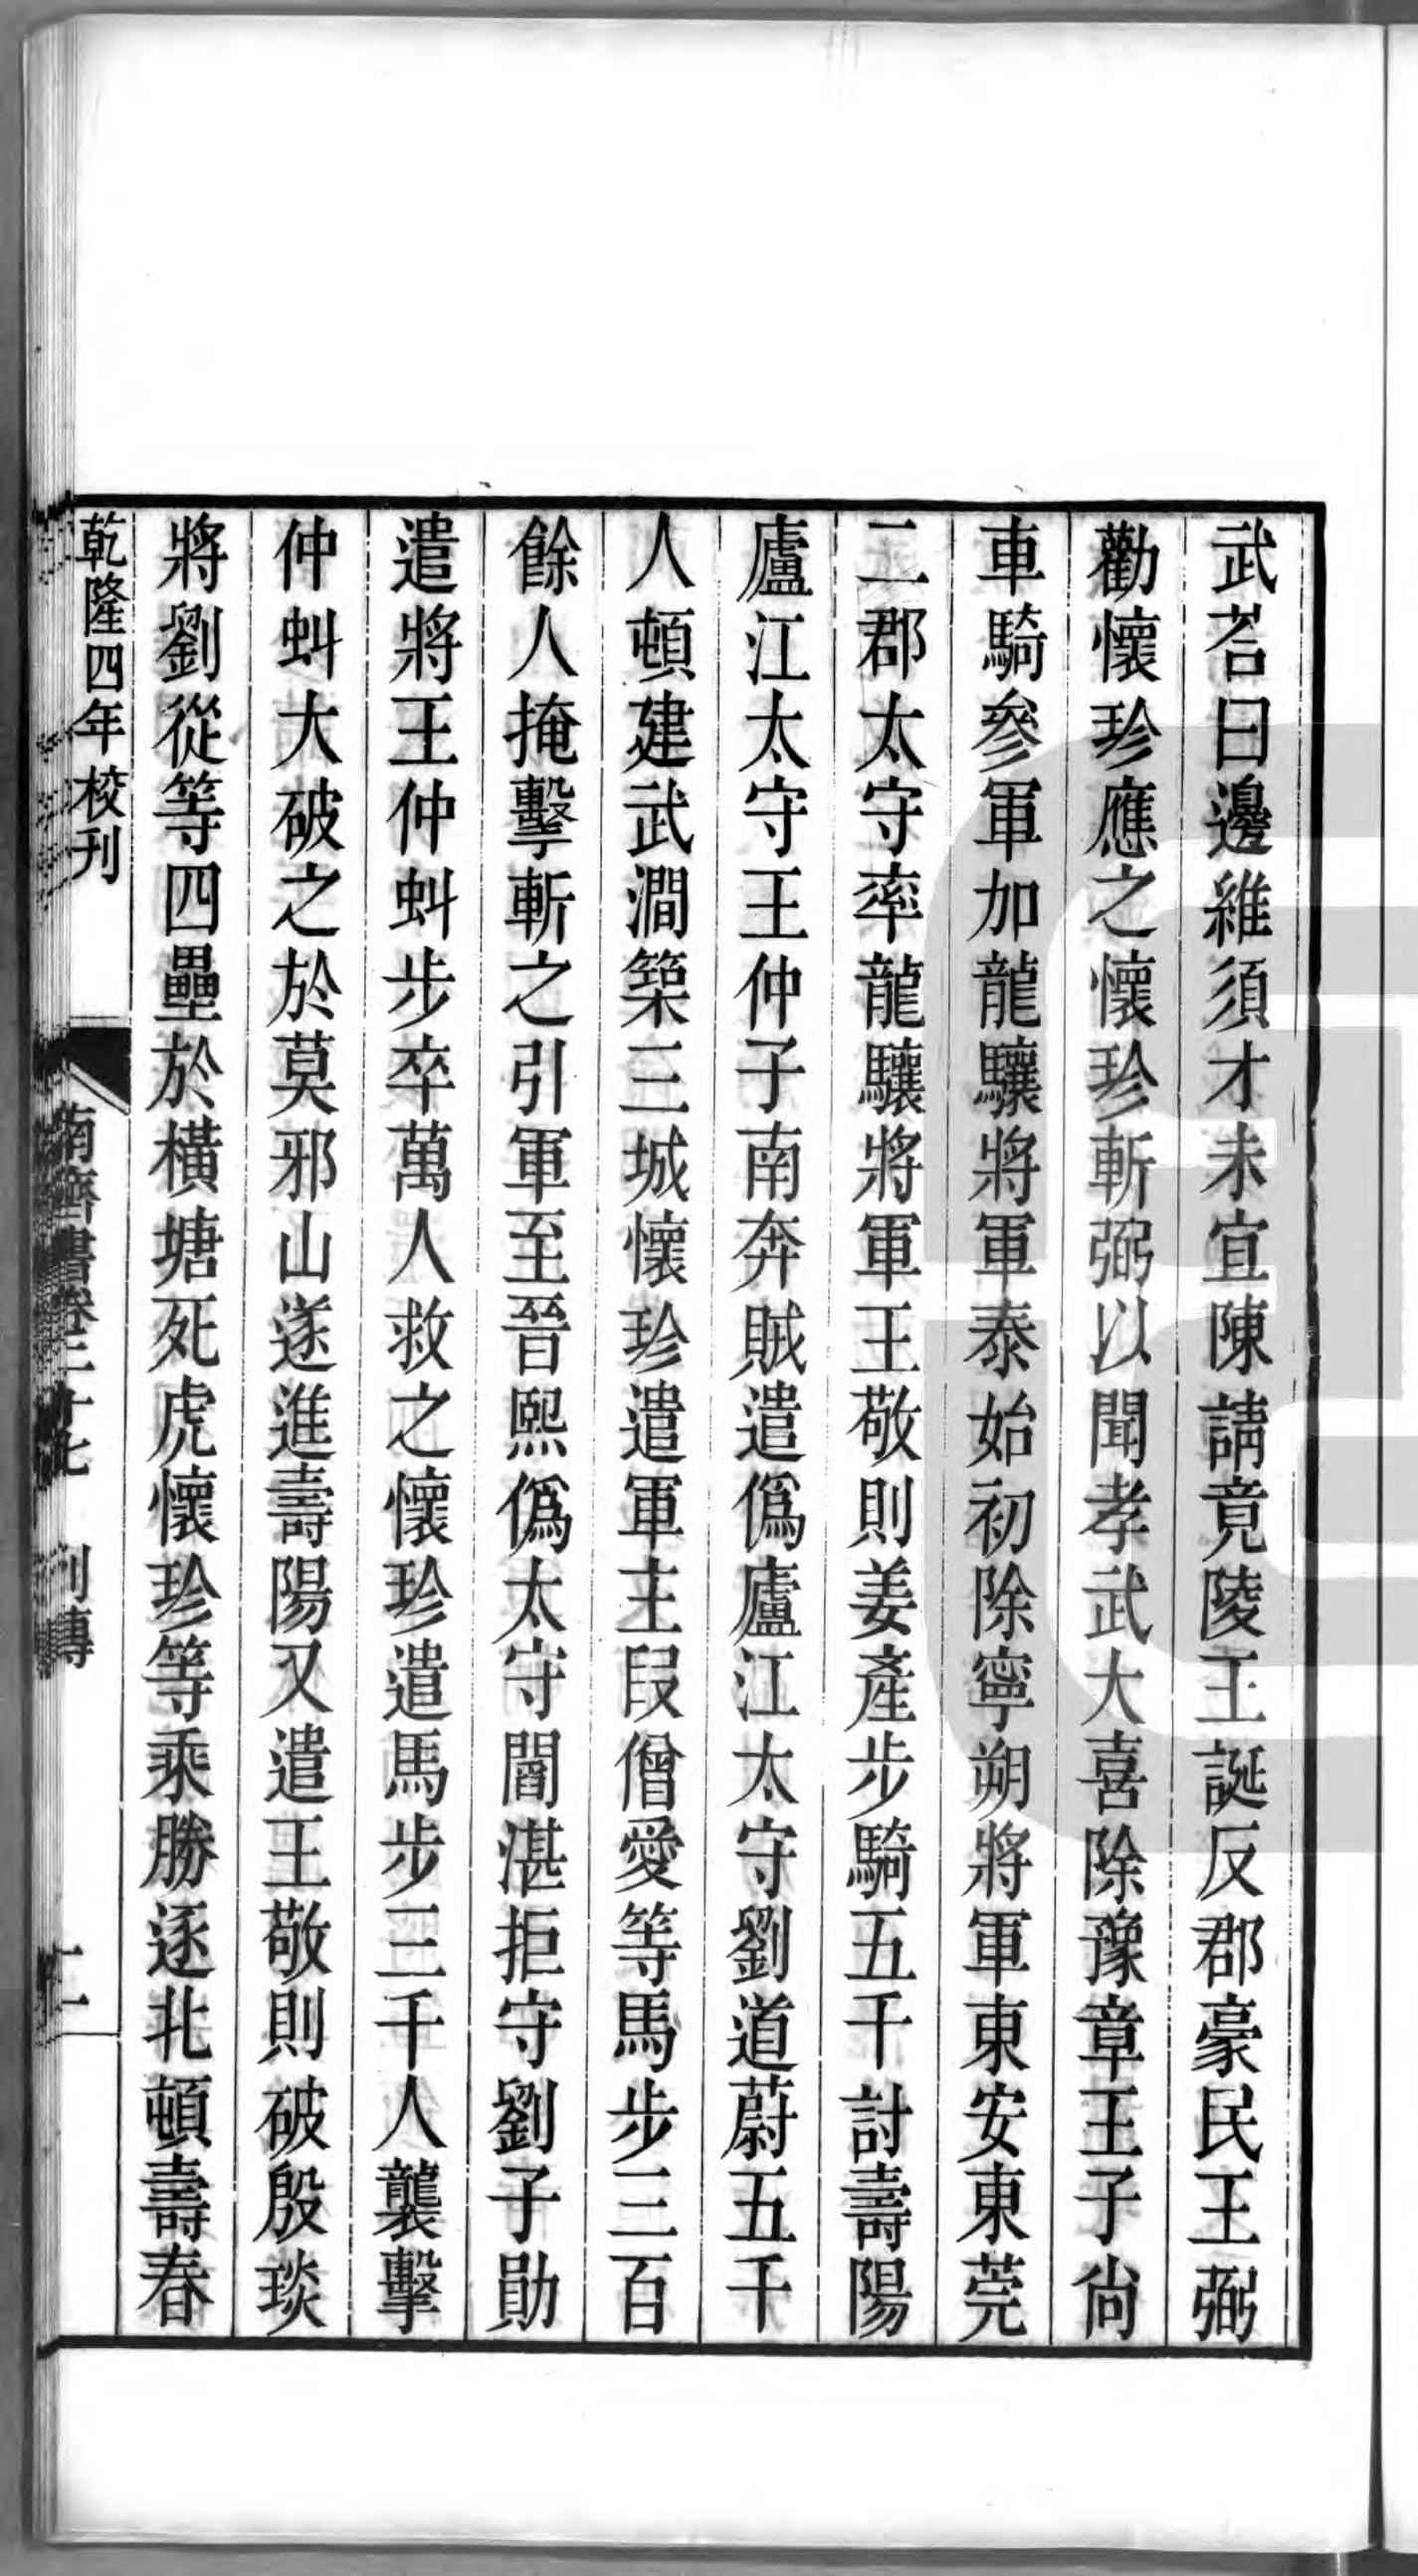 武荅曰邊維須才未宜陳請竟陵王誕反郡豪民王弼
勸懷珍應之懷珍斬弼以聞孝武大喜除豫章王子尙
車騎參軍加龍驤將軍泰始初除寧朔將軍東安東莞
二郡太守率龍驤將軍王敬則姜產步騎五千討壽陽
廬江太守王仲子南奔賊遣僞廬江太守劉道蔚五千
人頓建武澗築三城懷珍遣軍主段僧愛等馬步三百
餘人掩擊斬之引軍至晉熙僞太守閻湛拒守劉子勛
遣將王仲蚪步卒萬人救之懷珍遣馬步三千人襲擊
仲蚪大破之於莫邪山遂進壽陽又遣王敬則破殷琰
將劉從等四壘於橫塘死虎懷珍等乘勝逐北頓壽春
乾隆四年校刊
南齊書卷二十七 列傳
十一